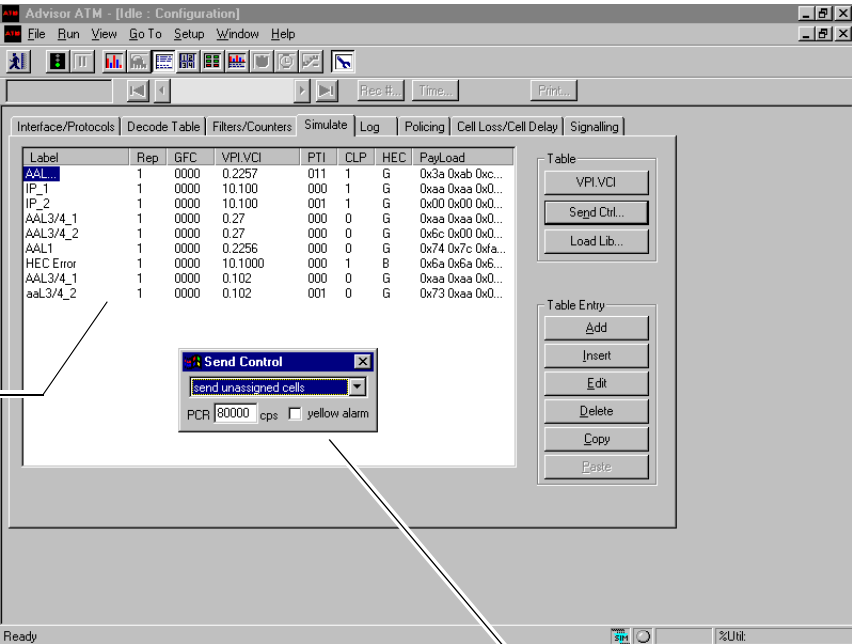 Advisor ATM - [Idle : Configuration]
File Run View Go To Setup Window Help
Rec #... Time... Print...
Interface/Protocols Decode Table Filters/Counters Simulate Log Policing Cell Loss/Cell Delay Signalling
Label Rep GFC VPI.VCI PTI CLP HEC PayLoad
AAL... 1 0000 0.2257 011 1 G 0x3a 0xab 0xc...
IP_1 1 0000 10.100 000 1 G 0xaa 0xaa 0x0...
IP_2 1 0000 10.100 001 1 G 0x00 0x00 0x0...
AAL3/4_1 1 0000 0.27 000 0 G 0xaa 0xaa 0x0...
AAL3/4_2 1 0000 0.27 000 0 G 0x6c 0x00 0x0...
AAL1 1 0000 0.2256 000 0 G 0x74 0x7c 0xfa...
HEC Error 1 0000 10.1000 000 1 B 0x6a 0x6a 0x6...
AAL3/4_1 1 0000 0.102 000 0 G 0xaa 0xaa 0x0...
aaL3/4_2 1 0000 0.102 001 0 G 0x73 0xaa 0x0...
Table
VPI.VCI
Send Ctrl...
Load Lib...
Table Entry
Add
Insert
Edit
Delete
Copy
Paste
Send Control
send unassigned cells
PCR 80000 cps yellow alarm
Ready SIM %Util: